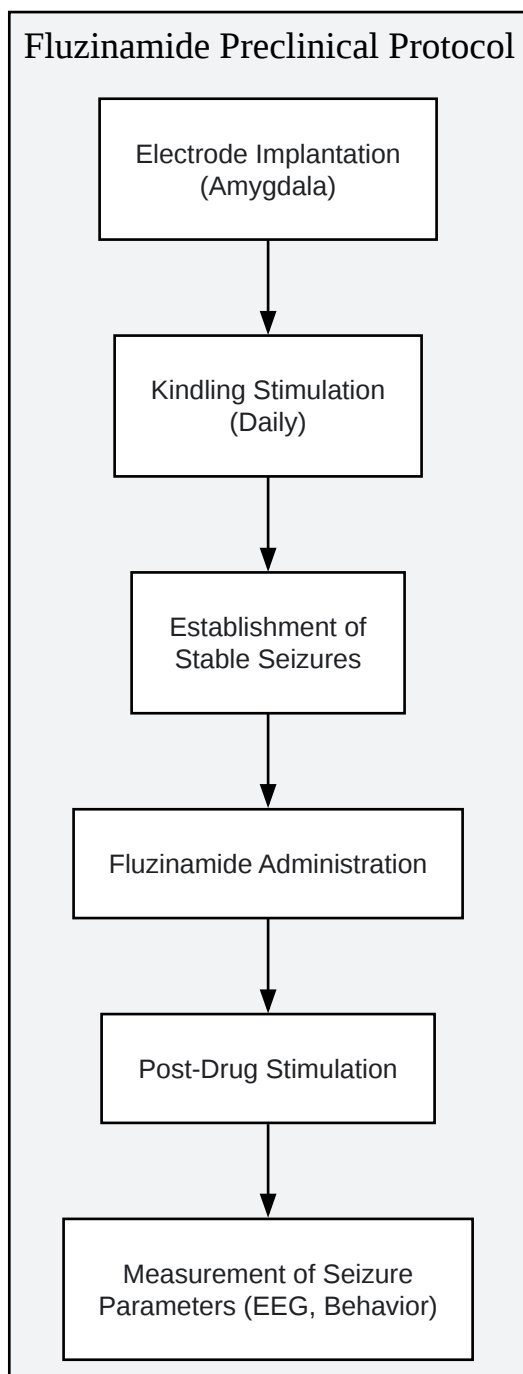 Fluzinamide Preclinical Protocol
Electrode Implantation
(Amygdala)
Kindling Stimulation
(Daily)
Establishment of
Stable Seizures
Fluzinamide Administration
Post-Drug Stimulation
Measurement of Seizure
Parameters (EEG, Behavior)